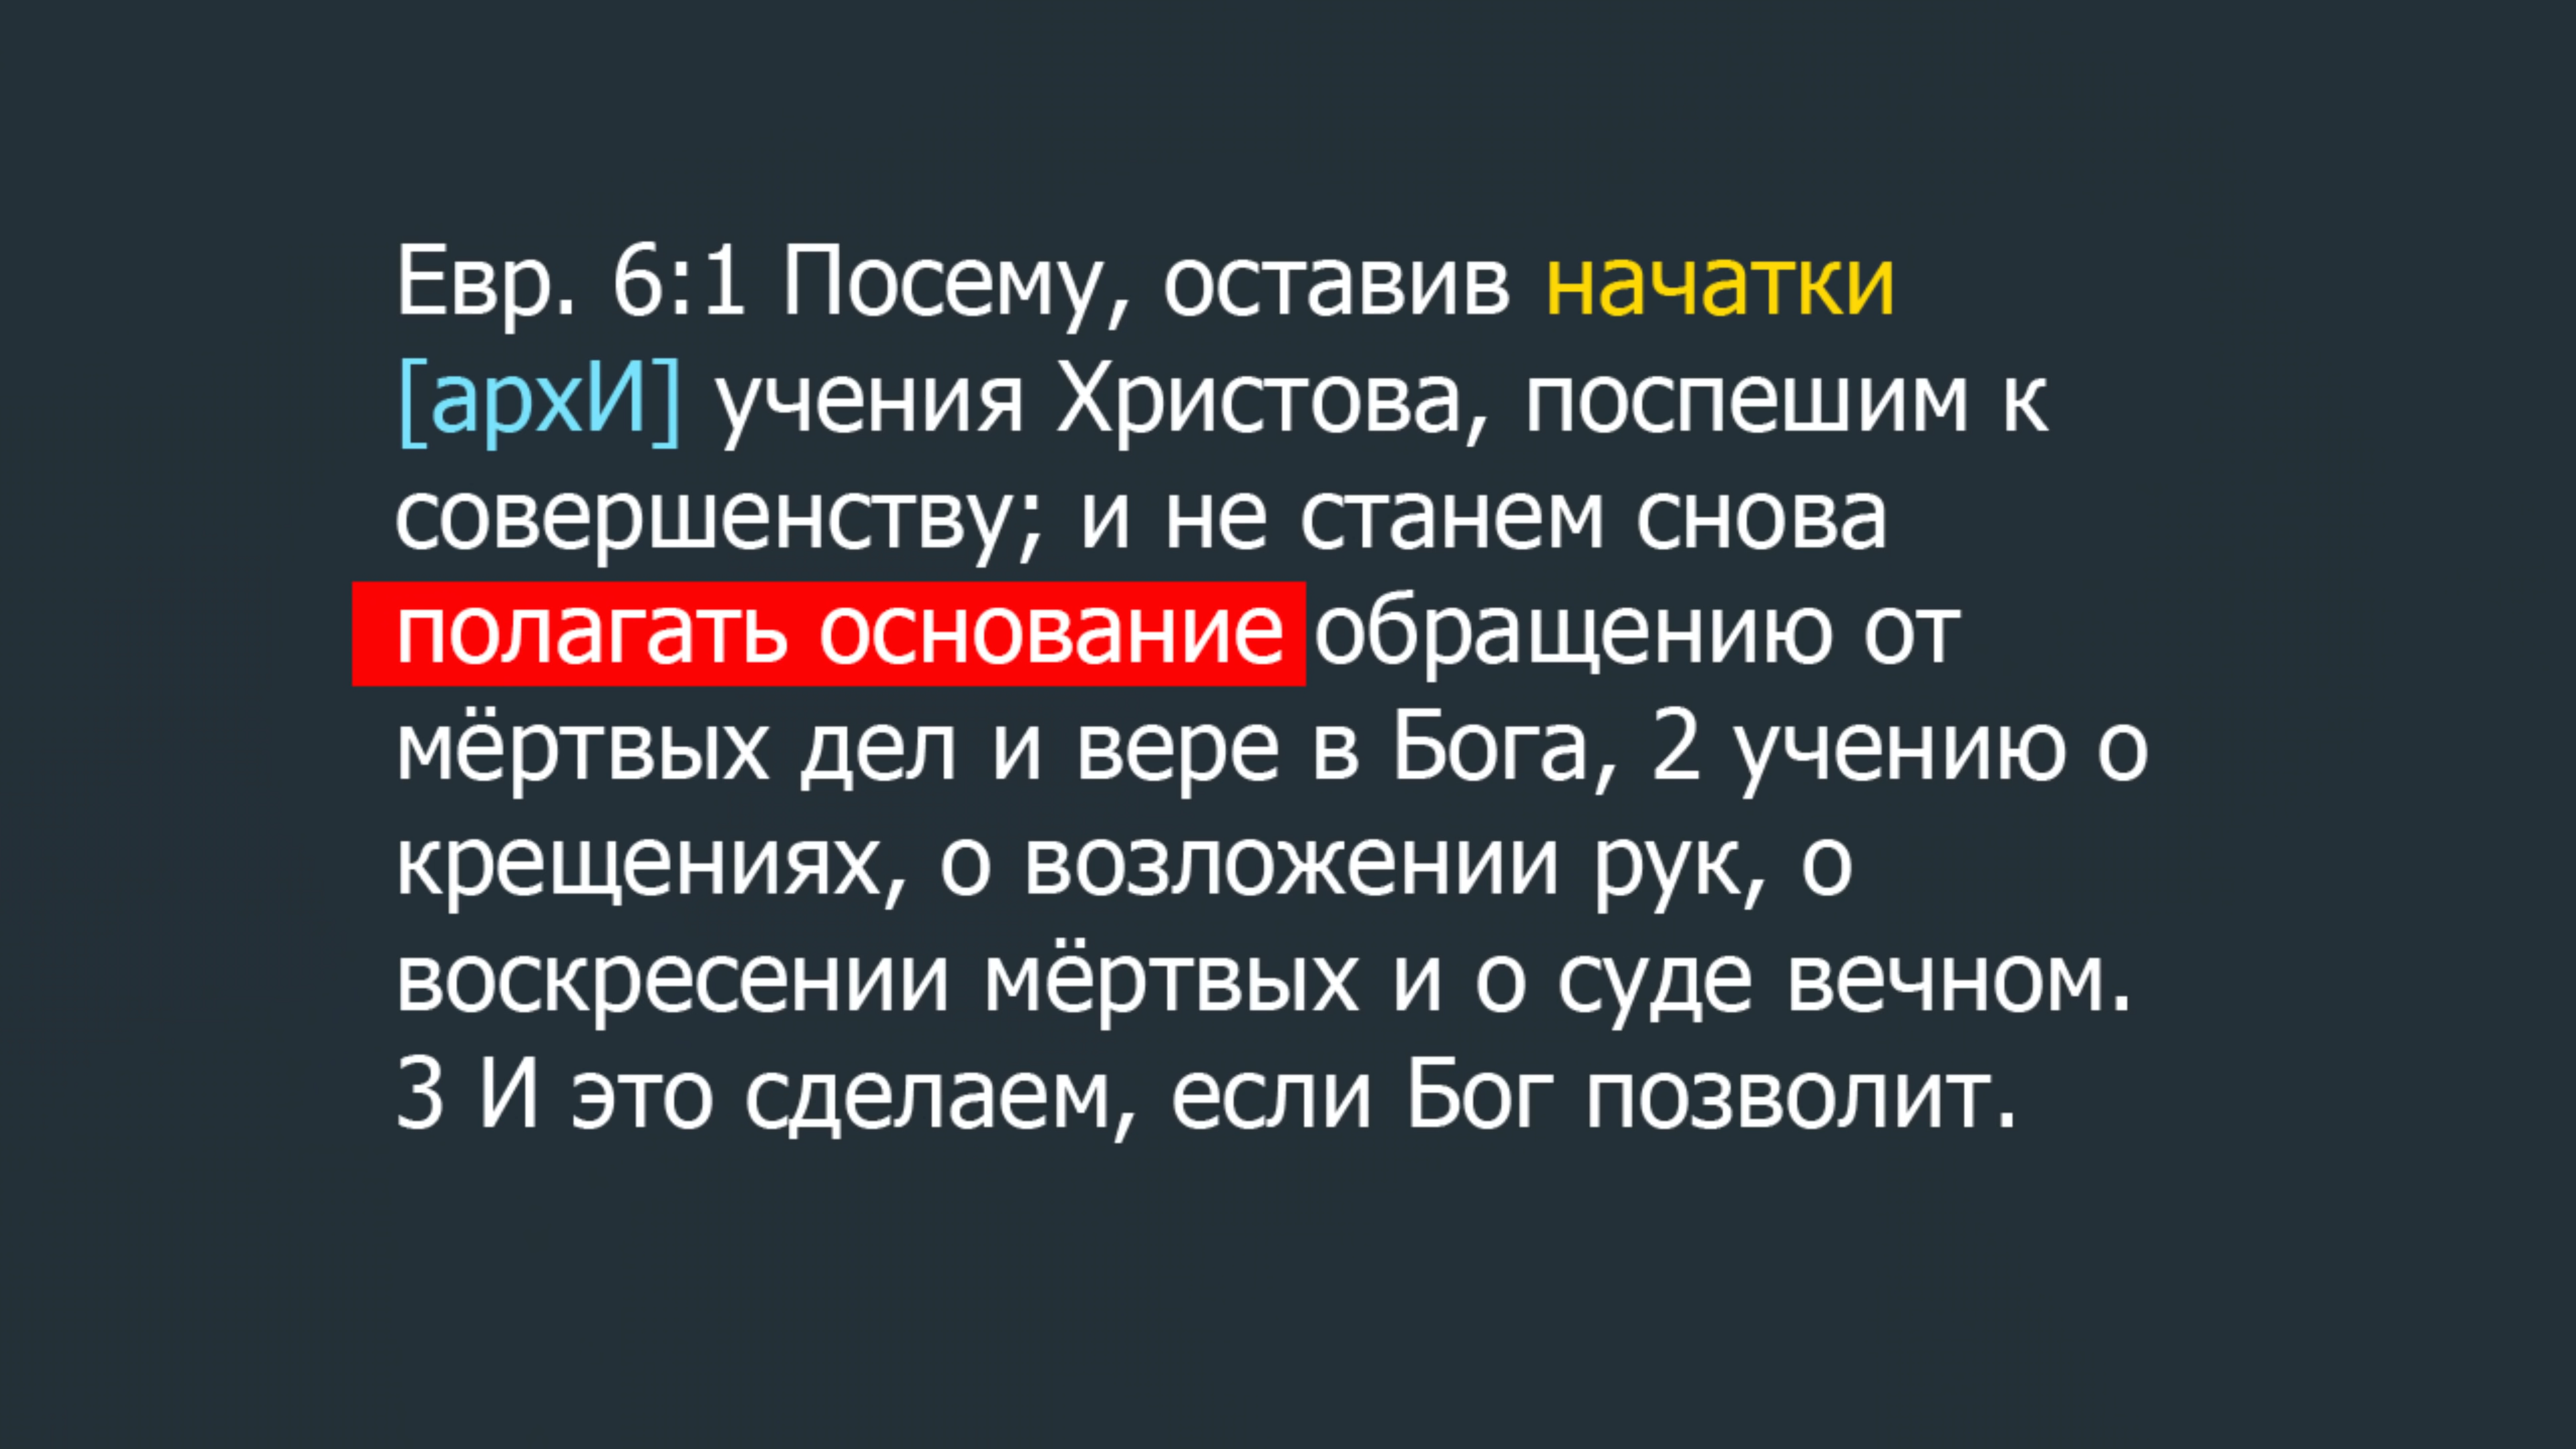 Евр. 6:1 Посему, оставив начатки
[архИ] учения Христова, поспешим к
совершенству; и не станем снова
полагать основание обращению от
мёртвых дел и вере в Бога, 2 учению о
крещениях, о возложении рук, о
воскресении мёртвых и о суде вечном.
3 И это сделаем, если Бог позволит.